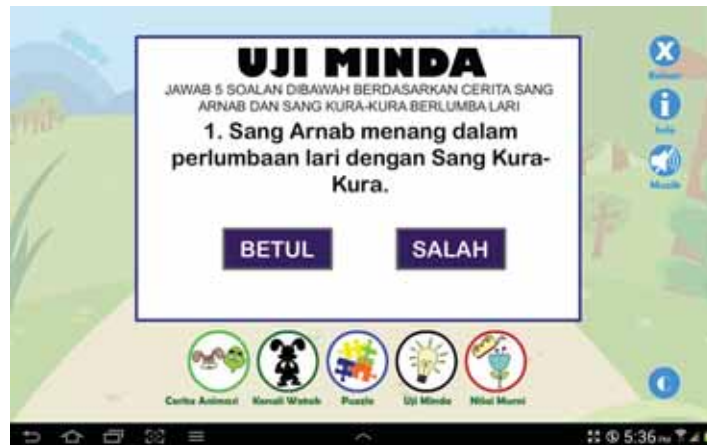 UJI MINDA
JAWAB 5 SOALAN DIBAWAH BERDASARKAN CERITA SANG
ARNAB DAN SANG KURA-KURA BERLUMBA LARI
1. Sang Arnab menang dalam
perlumbaan lari dengan Sang Kura-
Kura.
BETUL
SALAH
Keluar
Info
Muzik
Cerita Animasi
Kenali Watak
Puzzle
Uji Minda
Nilai Murni
5:36 PM